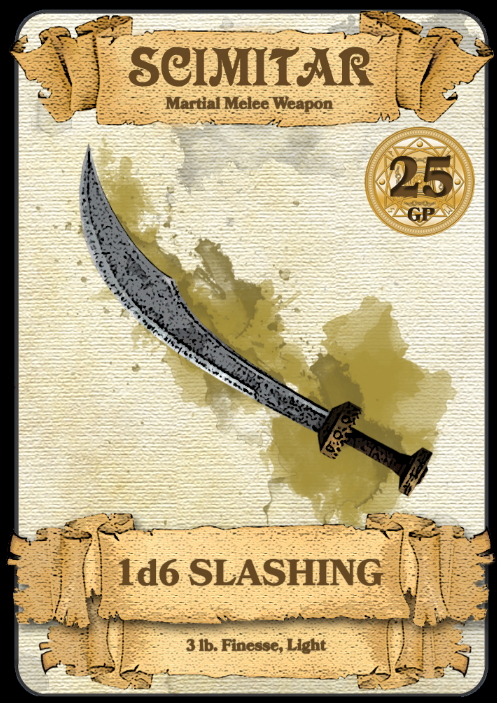 SCIMITAR
Martial Melee Weapon
25
GP
1d6 SLASHING
3 lb. Finesse, Light